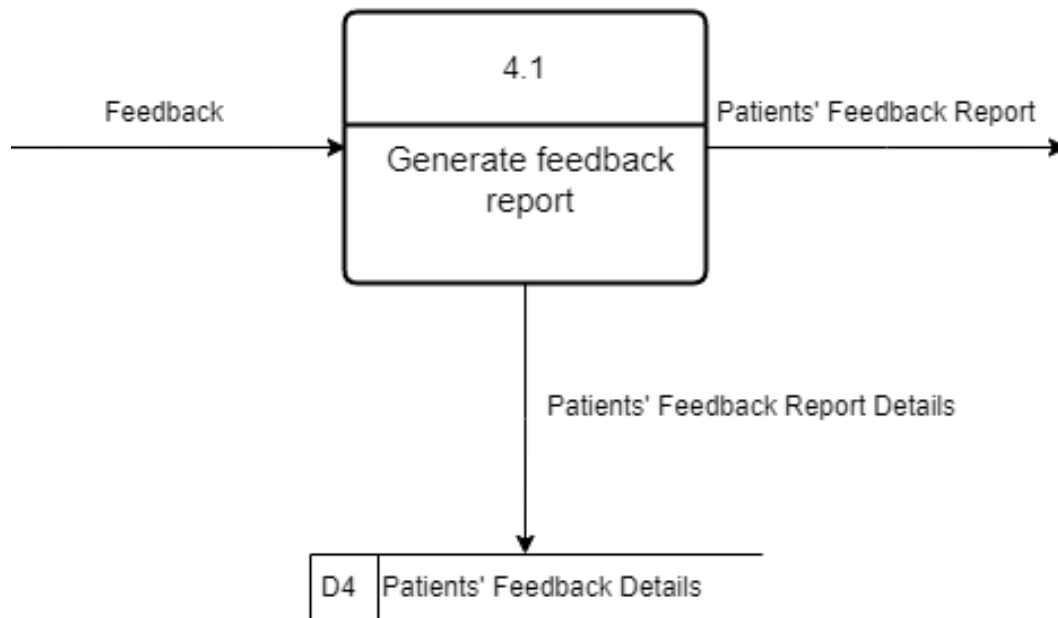 4.1
Feedback
Patients' Feedback Report
Generate feedback
report
Patients' Feedback Report Details
D4
Patients' Feedback Details